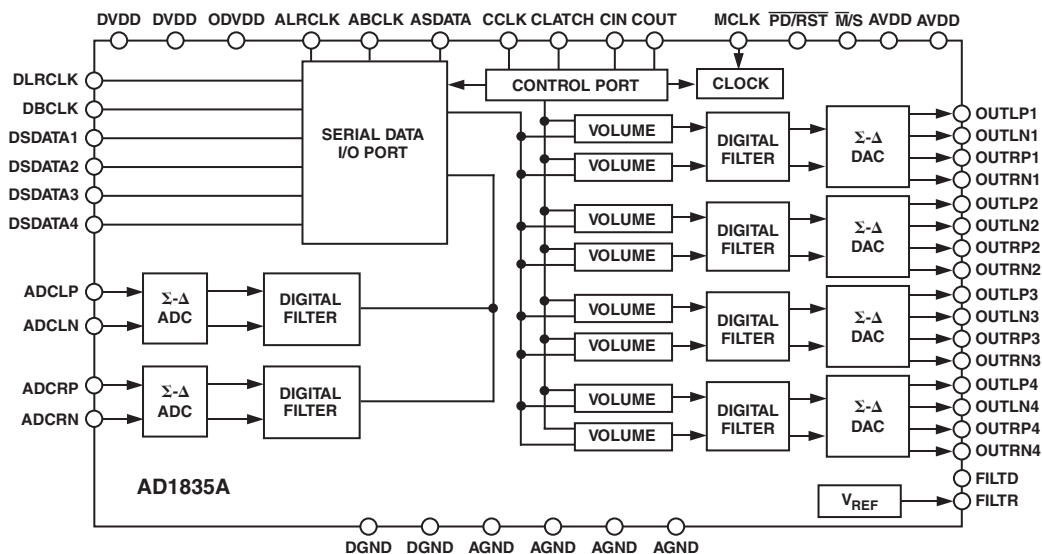 DVDD DVDD ODVDD ALRCLK ABCLK ASDATA CCLK CLATCH CIN COUT MCLK PD/RST M/S AVDD AVDD
DLRCLK
DBCLK
DSDATA1
DSDATA2
DSDATA3
DSDATA4
ADCLP
ADCLN
ADCRP
ADCRN
SERIAL DATA
I/O PORT
CONTROL PORT
CLOCK
Σ-Δ
ADC
DIGITAL
FILTER
Σ-Δ
ADC
DIGITAL
FILTER
VOLUME
VOLUME
DIGITAL
FILTER
Σ-Δ
DAC
VOLUME
VOLUME
DIGITAL
FILTER
Σ-Δ
DAC
VOLUME
VOLUME
DIGITAL
FILTER
Σ-Δ
DAC
VOLUME
VOLUME
DIGITAL
FILTER
Σ-Δ
DAC
OUTLP1
OUTLN1
OUTRP1
OUTRN1
OUTLP2
OUTLN2
OUTRP2
OUTRN2
OUTLP3
OUTLN3
OUTRP3
OUTRN3
OUTLP4
OUTLN4
OUTRP4
OUTRN4
FILTD
FILTR
VREF
AD1835A
DGND DGND AGND AGND AGND AGND